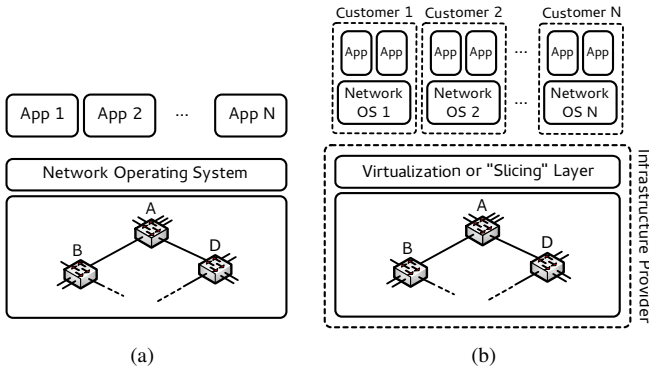 App 1 App 2 ... App N
Network Operating System
A
B
D
(a)
Customer 1 Customer 2 Customer N
App App App App ... App App
Network OS 1 Network OS 2 ... Network OS N
Virtualization or "Slicing" Layer
A
B
D
Infrastructure Provider
(b)